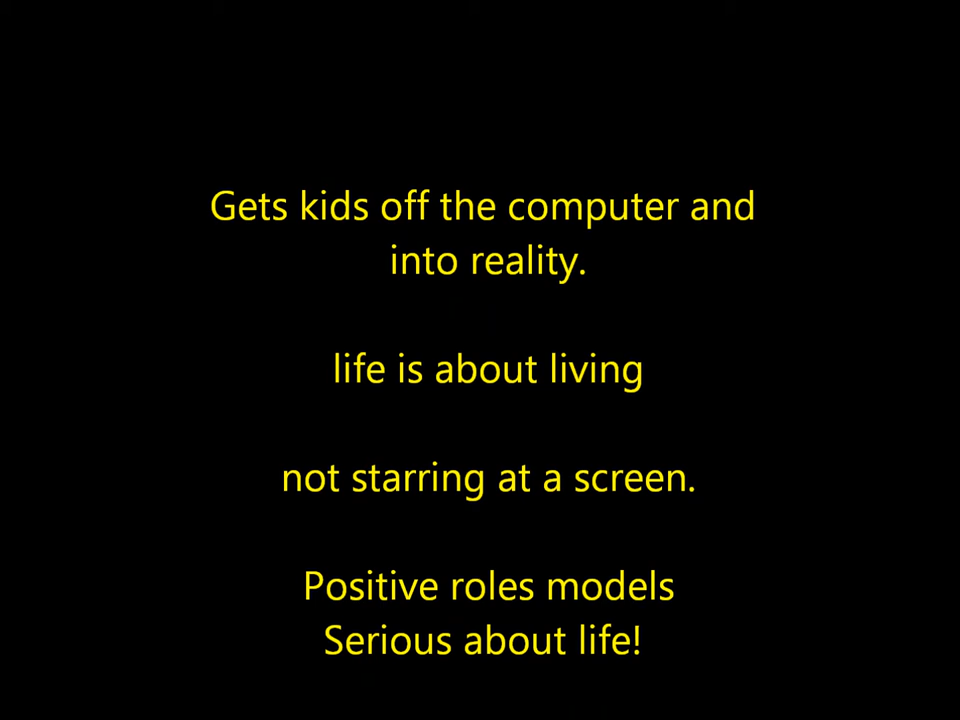 Gets kids off the computer and
into reality.
life is about living
not starring at a screen.
Positive roles models
Serious about life!